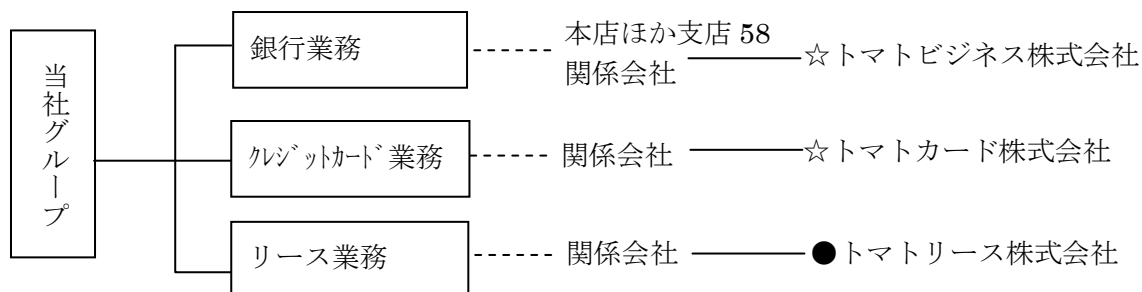 当社グループ
銀行業務
本店ほか支店 58
関係会社
☆トマトビジネス株式会社
クレジットカード業務
関係会社
☆トマトカード株式会社
リース業務
関係会社
●トマトリース株式会社